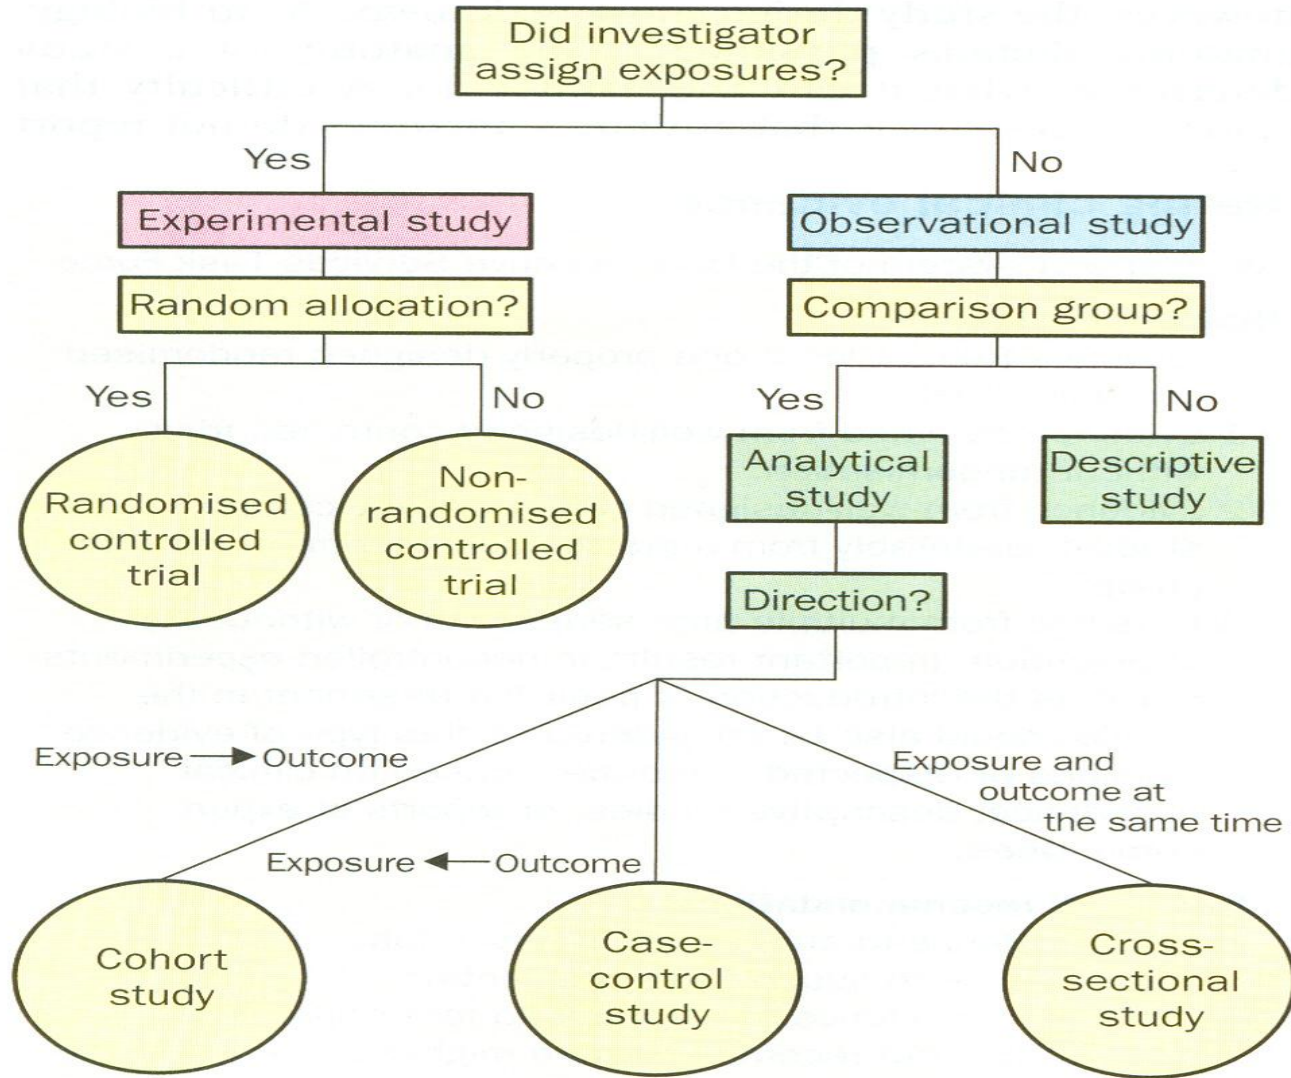 Did investigator
assign exposures?
Yes
No
Experimental study
Observational study
Random allocation?
Comparison group?
Yes
No
Yes
No
Randomised
controlled
trial
Non-
randomised
controlled
trial
Analytical
study
Descriptive
study
Direction?
Exposure → Outcome
Exposure and
outcome at
the same time
Exposure ← Outcome
Cohort
study
Case-
control
study
Cross-
sectional
study